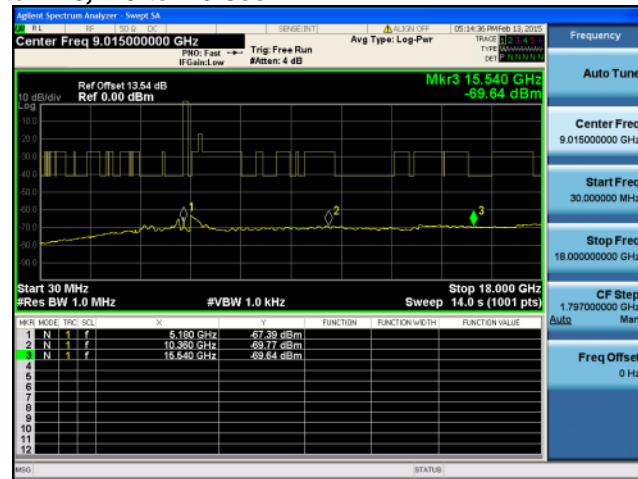 Agilent Spectrum Analyzer - Swept SA
RL RF 50 Ω DC SENSE:INT ALIGN OFF 05:14:36 PM Feb 13, 2015
Center Freq 9.015000000 GHz
PNO: Fast
IFGain:Low
Trig: Free Run
#Atten: 4 dB
Avg Type: Log-Pwr
TRACE 1 2 3 4 5 6
TYPE
DET P N N N N N
Mkr3 15.540 GHz
-69.64 dBm
Ref Offset 13.54 dB
10 dB/div Ref 0.00 dBm
Log
-10.0
-20.0
-30.0
-40.0
-50.0
-60.0
-70.0
-80.0
-90.0
1
2
3
Start 30 MHz Stop 18.000 GHz
#Res BW 1.0 MHz #VBW 1.0 kHz Sweep 14.0 s (1001 pts)
MKR MODE TRC SCL X Y FUNCTION FUNCTION WIDTH FUNCTION VALUE
1 N 1 f 5.160 GHz -67.39 dBm
2 N 1 f 10.360 GHz -69.77 dBm
3 N 1 f 15.540 GHz -69.64 dBm
4
5
6
7
8
9
10
11
12
MSG STATUS
Frequency
Auto Tune
Center Freq
9.015000000 GHz
Start Freq
30.000000 MHz
Stop Freq
18.000000000 GHz
CF Step
1.797000000 GHz
Auto Man
Freq Offset
0 Hz